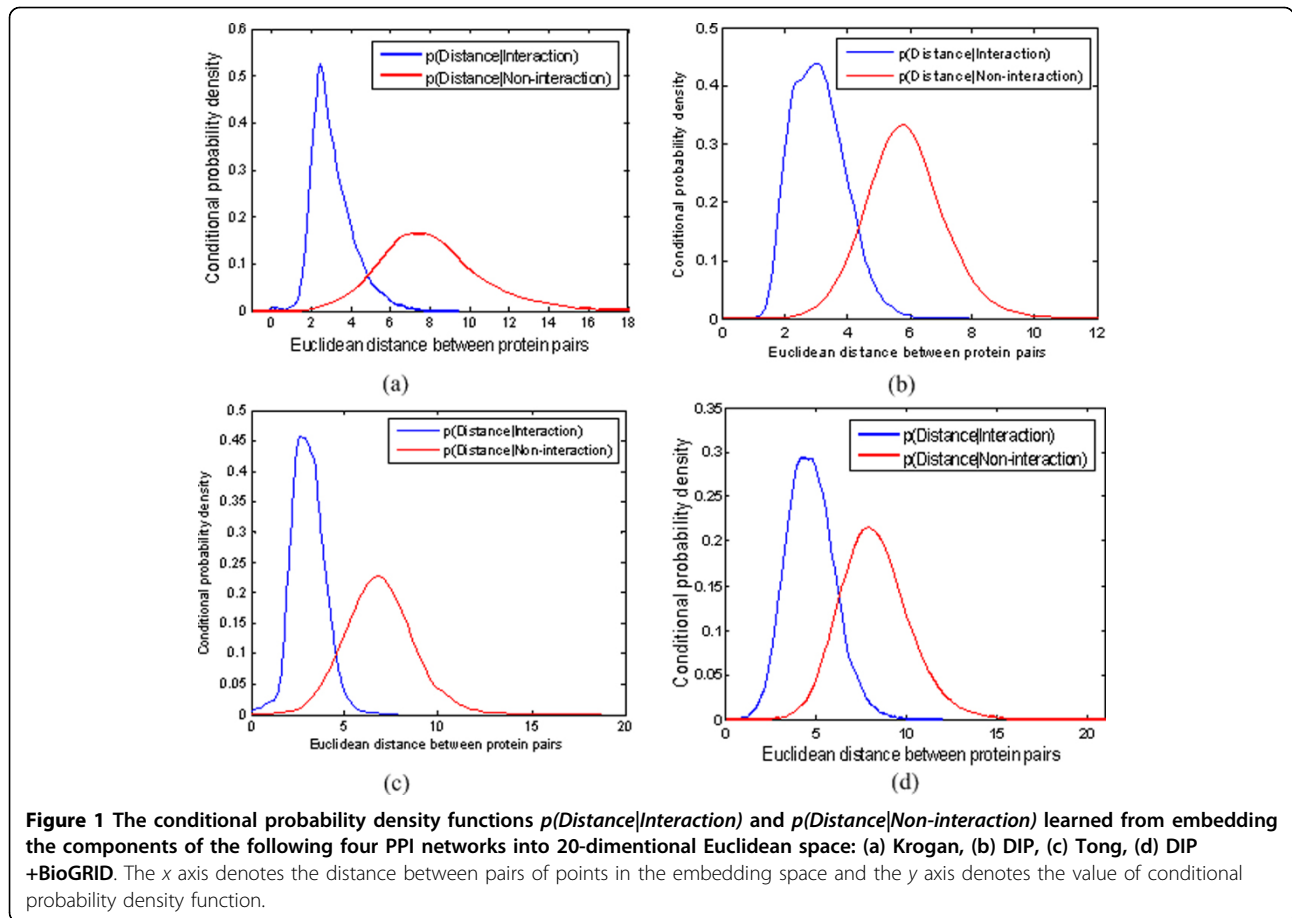 0.6
0.5
0.4
0.3
0.2
0.1
0
Conditional probability density
p(Distance|Interaction)
p(Distance|Non-interaction)
0 2 4 6 8 10 12 14 16 18
Euclidean distance between protein pairs
(a)
0.5
0.4
0.3
0.2
0.1
0
Conditional probability density
p(Distance|Interaction)
p(Distance|Non-interaction)
0 2 4 6 8 10 12
Euclidean distance between protein pairs
(b)
0.5
0.45
0.4
0.35
0.3
0.25
0.2
0.15
0.1
0.05
0
Conditional probability density
p(Distance|Interaction)
p(Distance|Non-interaction)
0 5 10 15 20
Euclidean distance between protein pairs
(c)
0.35
0.3
0.25
0.2
0.15
0.1
0.05
0
Conditional probability density
p(Distance|Interaction)
p(Distance|Non-interaction)
0 5 10 15 20
Euclidean distance between protein pairs
(d)
Figure 1 The conditional probability density functions p(Distance|Interaction) and p(Distance|Non-interaction) learned from embedding
the components of the following four PPI networks into 20-dimentional Euclidean space: (a) Krogan, (b) DIP, (c) Tong, (d) DIP
+BioGRID. The x axis denotes the distance between pairs of points in the embedding space and the y axis denotes the value of conditional
probability density function.